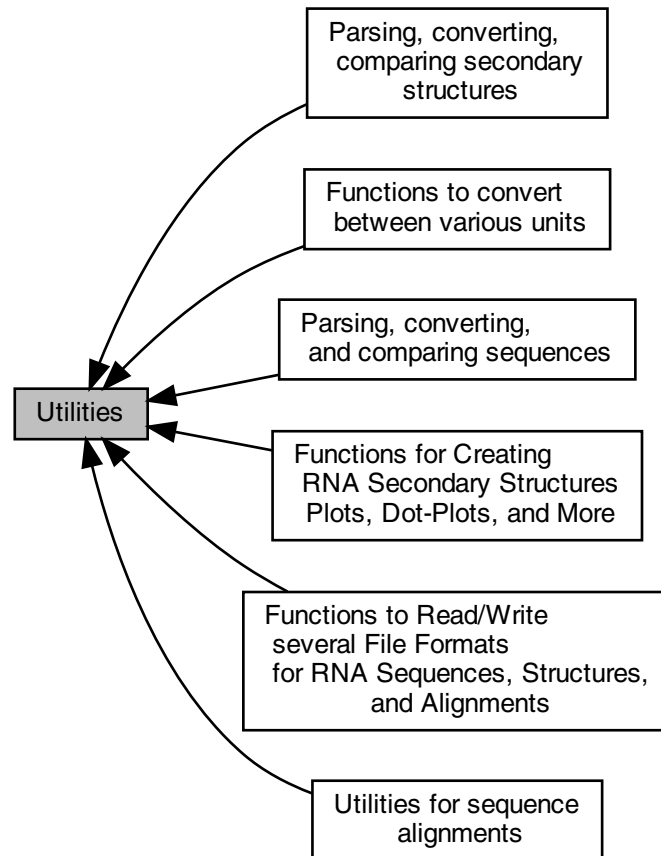 Parsing, converting,
comparing secondary
structures
Functions to convert
between various units
Parsing, converting,
and comparing sequences
Utilities
Functions for Creating
RNA Secondary Structures
Plots, Dot-Plots, and More
Functions to Read/Write
several File Formats
for RNA Sequences, Structures,
and Alignments
Utilities for sequence
alignments